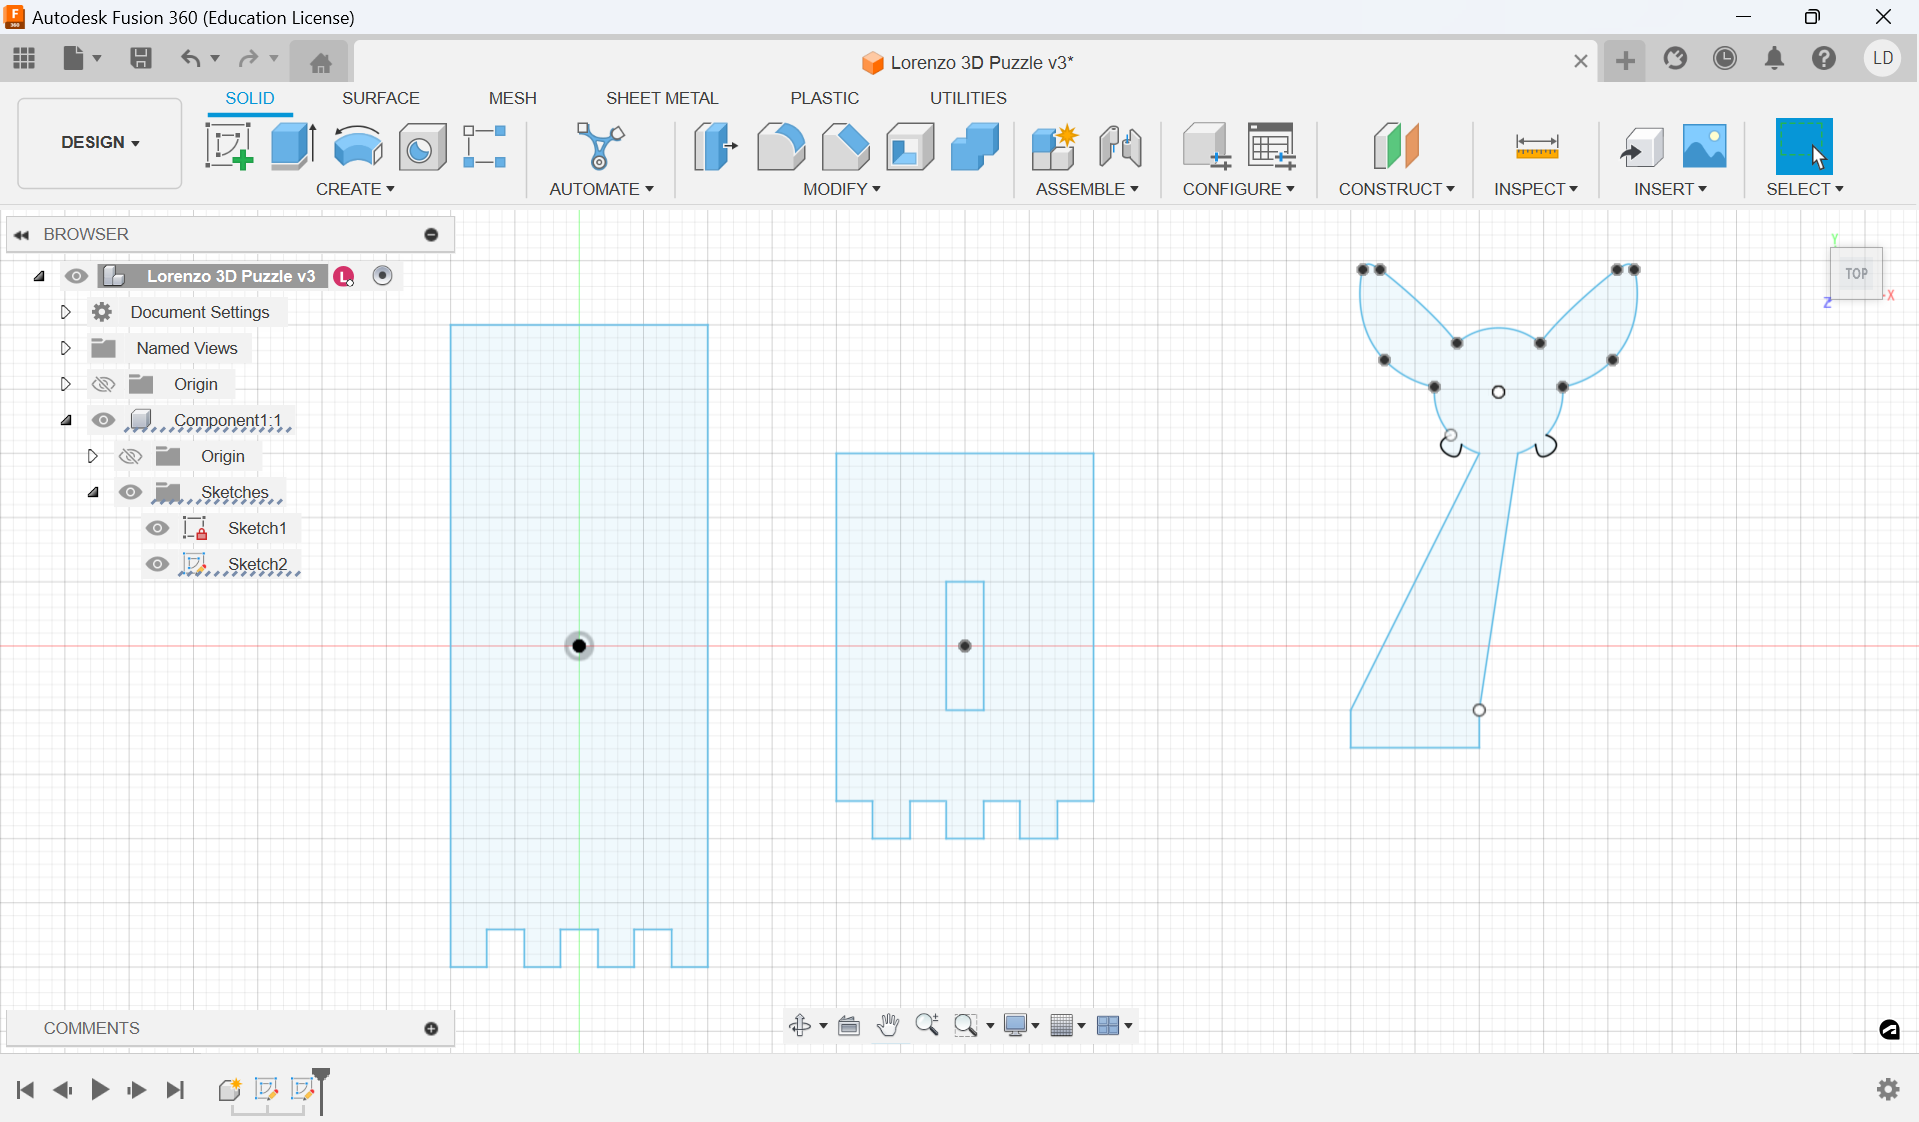 Autodesk Fusion 360 (Education License)
Lorenzo 3D Puzzle v3*
LD
DESIGN
SOLID
SURFACE
MESH
SHEET METAL
PLASTIC
UTILITIES
CREATE
AUTOMATE
MODIFY
ASSEMBLE
CONFIGURE
CONSTRUCT
INSPECT
INSERT
SELECT
BROWSER
Lorenzo 3D Puzzle v3
L
Document Settings
Named Views
Origin
Component1:1
Origin
Sketches
Sketch1
Sketch2
Y
TOP
X
Z
COMMENTS